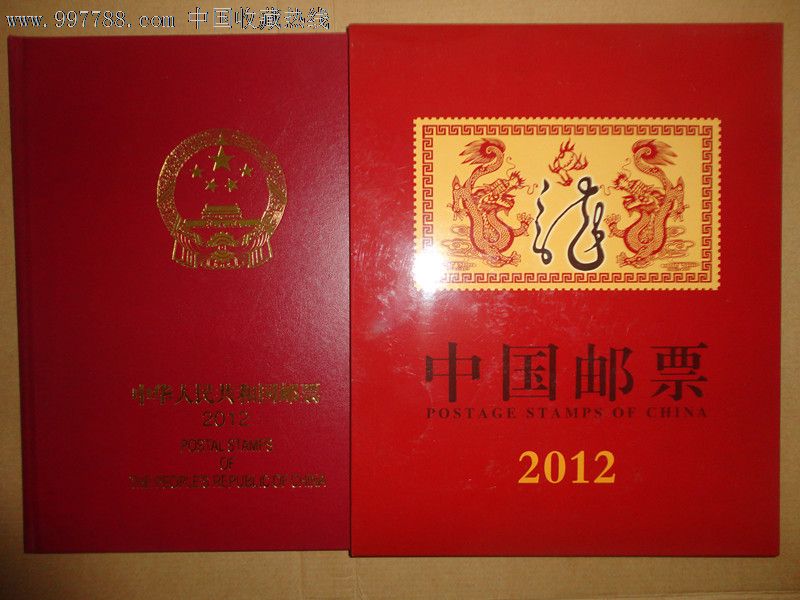 www.997788.com 中国收藏热线
中华人民共和国邮票
2012
POSTAL STAMPS
OF
THE PEOPLE'S REPUBLIC OF CHINA
龙
中国邮票
POSTAGE STAMPS OF CHINA
2012